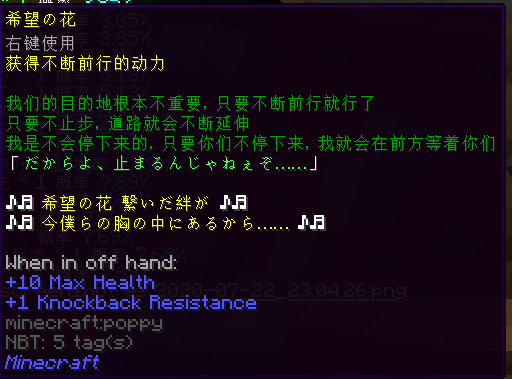 希望の花
右键使用
获得不断前行的动力
我们的目的地根本不重要, 只要不断前行就行了
只要不止步, 道路就会不断延伸
我是不会停下来的, 只要你们不停下来, 我就会在前方等着你们
「だからよ、止まるんじゃねぇぞ……」
♪♬ 希望の花 繋いだ絆が ♪♬
♪♬ 今僕らの胸の中にあるから…… ♪♬
When in off hand:
+10 Max Health
+1 Knockback Resistance
2020-07-22_23.04.26.png
minecraft:poppy
NBT: 5 tag(s)
Minecraft